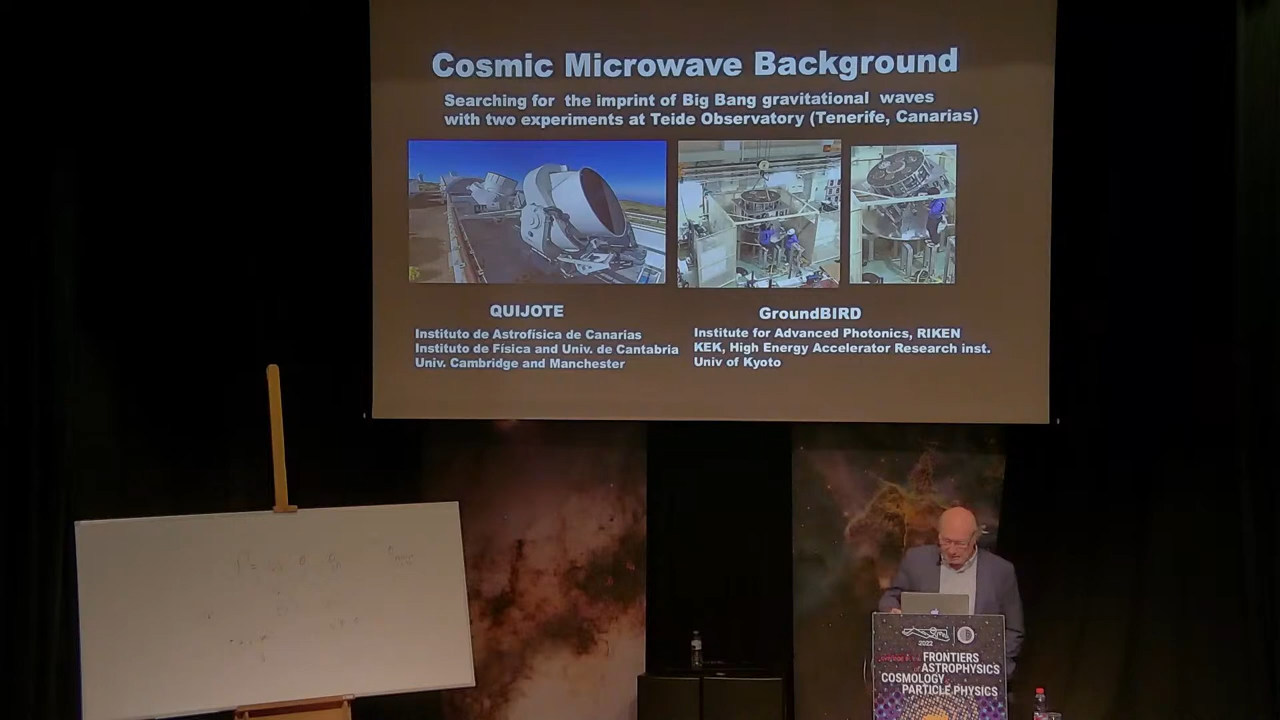 Cosmic Microwave Background
Searching for the imprint of Big Bang gravitational waves
with two experiments at Teide Observatory (Tenerife, Canarias)
QUIJOTE
Instituto de Astrofísica de Canarias
Instituto de Física and Univ. de Cantabria
Univ. Cambridge and Manchester
GroundBIRD
Institute for Advanced Photonics, RIKEN
KEK, High Energy Accelerator Research inst.
Univ of Kyoto
2022
FRONTIERS
ASTROPHYSICS
COSMOLOGY
PARTICLE PHYSICS